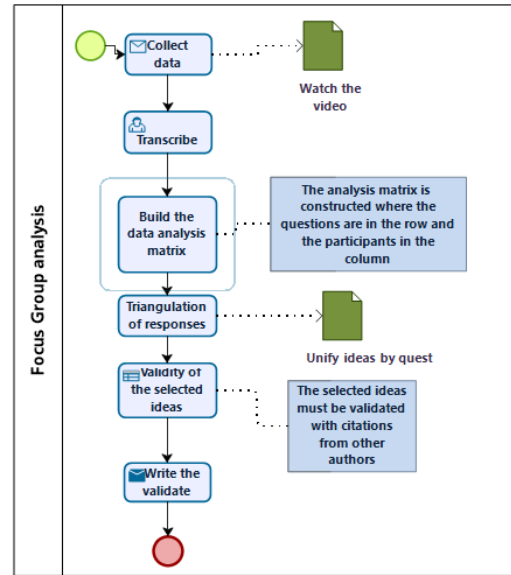 Focus Group analysis
Collect
data
Watch the
video
Transcribe
Build the
data analysis
matrix
The analysis matrix is
constructed where the
questions are in the row and
the participants in the
column
Triangulation
of responses
Unify ideas by quest
Validity of
the selected
ideas
The selected ideas
must be validated
with citations
from other
authors
Write the
validate